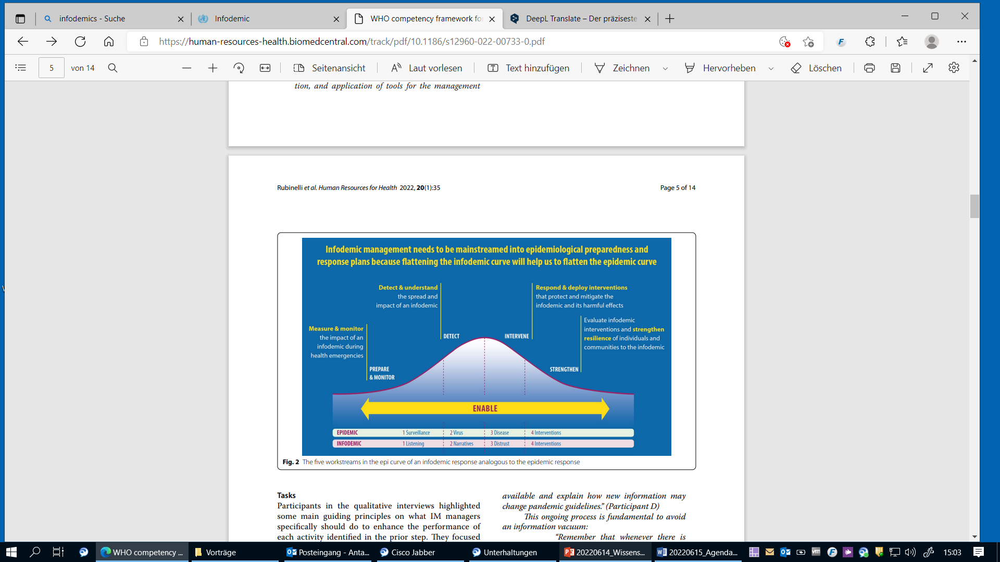 infodemics - Suche
Infodemic
WHO competency framework fo
DeepL Translate – Der präziseste
https://human-resources-health.biomedcentral.com/track/pdf/10.1186/s12960-022-00733-0.pdf
5 von 14
Seitenansicht
Laut vorlesen
Text hinzufügen
Zeichnen
Hervorheben
Löschen
tion, and application of tools for the management
Rubinelli et al. Human Resources for Health 2022, 20(1):35
Page 5 of 14
Infodemic management needs to be mainstreamed into epidemiological preparedness and
response plans because flattening the infodemic curve will help us to flatten the epidemic curve
Measure & monitor
the impact of an
infodemic during
health emergencies
PREPARE
& MONITOR
Detect & understand
the spread and
impact of an infodemic
DETECT
Respond & deploy interventions
that protect and mitigate the
infodemic and its harmful effects
INTERVENE
Evaluate infodemic
interventions and strengthen
resilience of individuals and
communities to the infodemic
STRENGTHEN
ENABLE
EPIDEMIC 1 Surveillance 2 Virus 3 Disease 4 Interventions
INFODEMIC 1 Listening 2 Narratives 3 Distrust 4 Interventions
Fig. 2 The five workstreams in the epi curve of an infodemic response analogous to the epidemic response
Tasks
Participants in the qualitative interviews highlighted
some main guiding principles on what IM managers
specifically should do to enhance the performance of
each activity identified in the prior step. They focused
available and explain how new information may
change pandemic guidelines.” (Participant D)
This ongoing process is fundamental to avoid
an information vacuum:
“Remember that whenever there is
WHO competency ...
Vorträge
Posteingang - Anta...
Cisco Jabber
Unterhaltungen
20220614_Wissens...
20220615_Agenda...
15:03